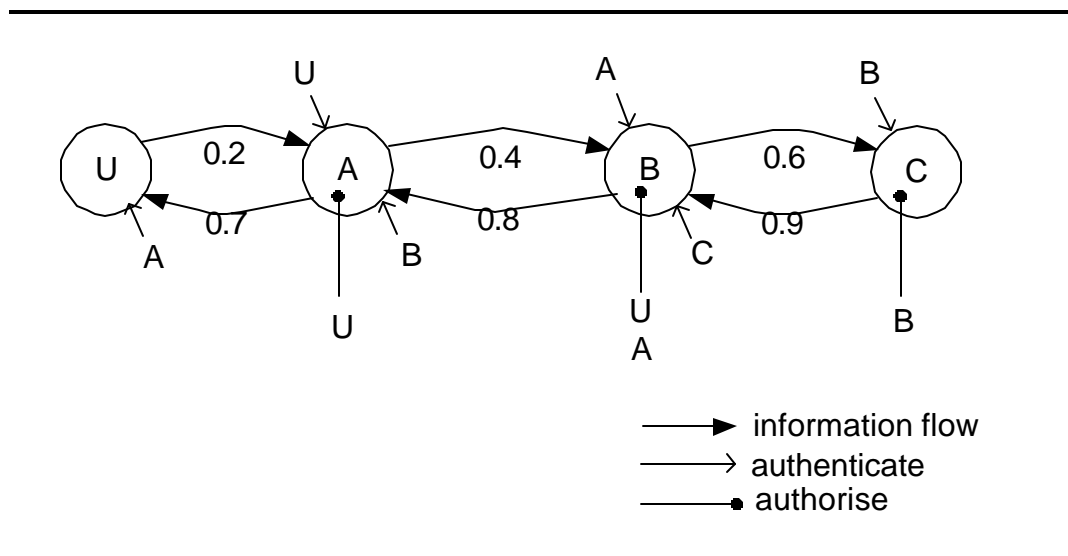 U A B
U A B C
0.2 0.4 0.6
0.7 0.8 0.9
A B C
U U B
A
information flow
authenticate
authorise